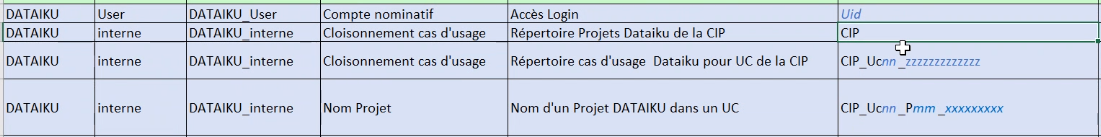 DATAIKU User DATAIKU_User Compte nominatif Accès Login Uid
DATAIKU interne DATAIKU_interne Cloisonnement cas d'usage Répertoire Projets Dataiku de la CIP CIP
DATAIKU interne DATAIKU_interne Cloisonnement cas d'usage Répertoire cas d'usage Dataiku pour UC de la CIP CIP_Ucnn_zzzzzzzzzzzzz
DATAIKU interne DATAIKU_interne Nom Projet Nom d'un Projet DATAIKU dans un UC CIP_Ucnn_Pmm_xxxxxxxxx